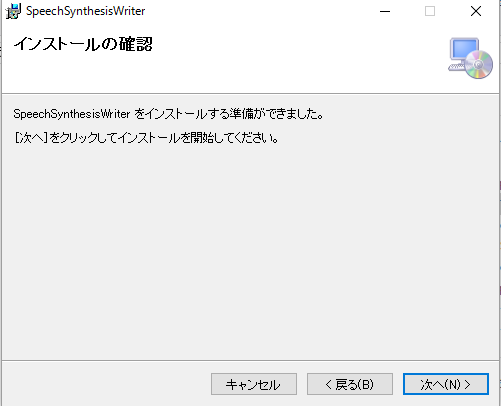 SpeechSynthesisWriter
インストールの確認
SpeechSynthesisWriter をインストールする準備ができました。
[次へ]をクリックしてインストールを開始してください。
キャンセル
< 戻る(B)
次へ(N) >